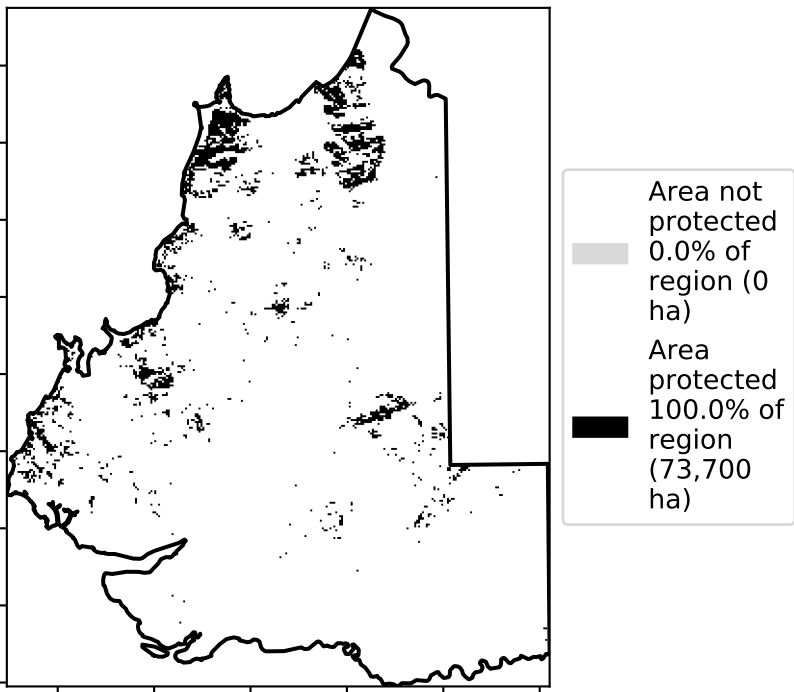 Area not
protected
0.0% of
region (0
ha)
Area
protected
100.0% of
region
(73,700
ha)